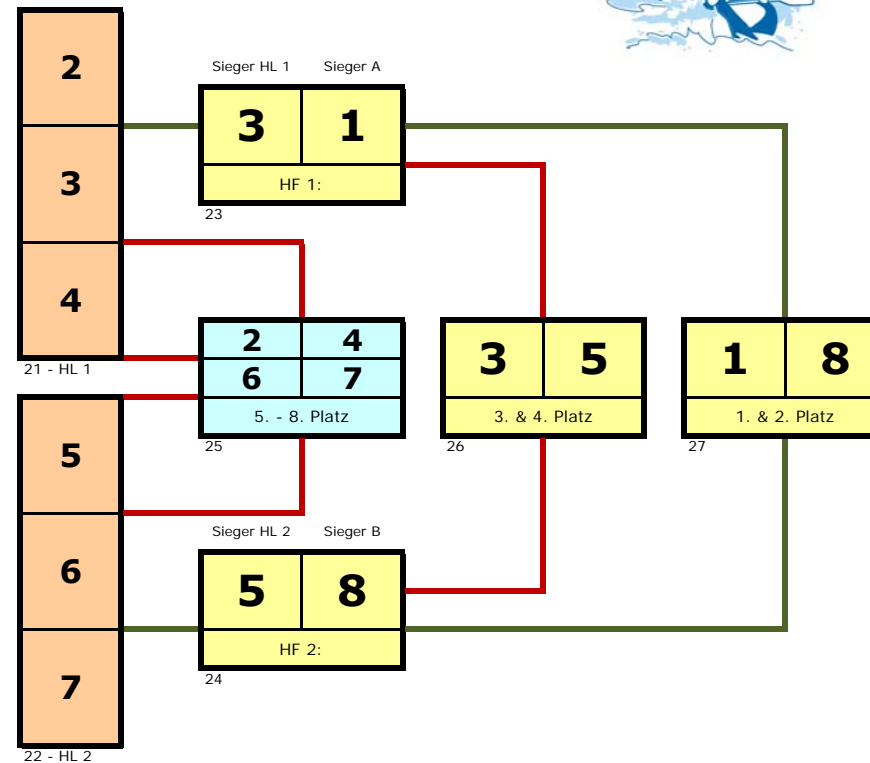 2
3
4
21 - HL 1
5
6
7
22 - HL 2
Sieger HL 1 Sieger A
3 1
HF 1:
23
2 4
6 7
5. - 8. Platz
25
Sieger HL 2 Sieger B
5 8
HF 2:
24
3 5
3. & 4. Platz
26
1 8
1. & 2. Platz
27